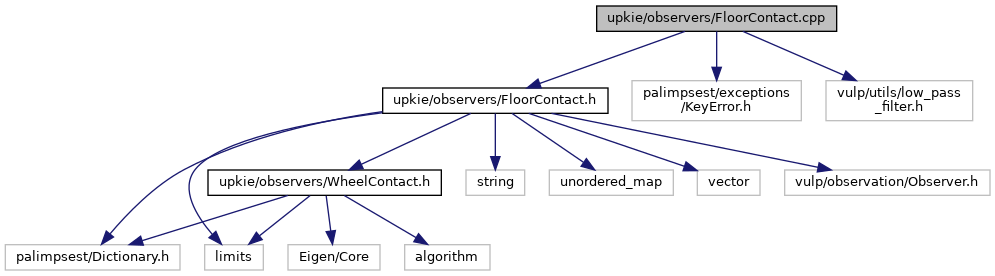 upkie/observers/FloorContact.cpp
upkie/observers/FloorContact.h
palimpsest/exceptions
/KeyError.h
vulp/utils/low_pass
_filter.h
upkie/observers/WheelContact.h
string
unordered_map
vector
vulp/observation/Observer.h
palimpsest/Dictionary.h
limits
Eigen/Core
algorithm